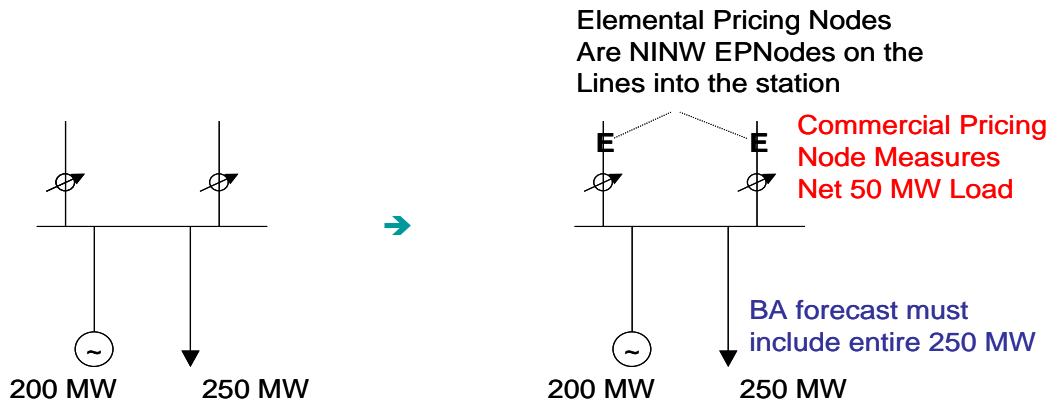 Elemental Pricing Nodes
Are NINW EPNodes on the
Lines into the station
E
E
Commercial Pricing
Node Measures
Net 50 MW Load
~
200 MW
250 MW
~
200 MW
250 MW
BA forecast must
include entire 250 MW